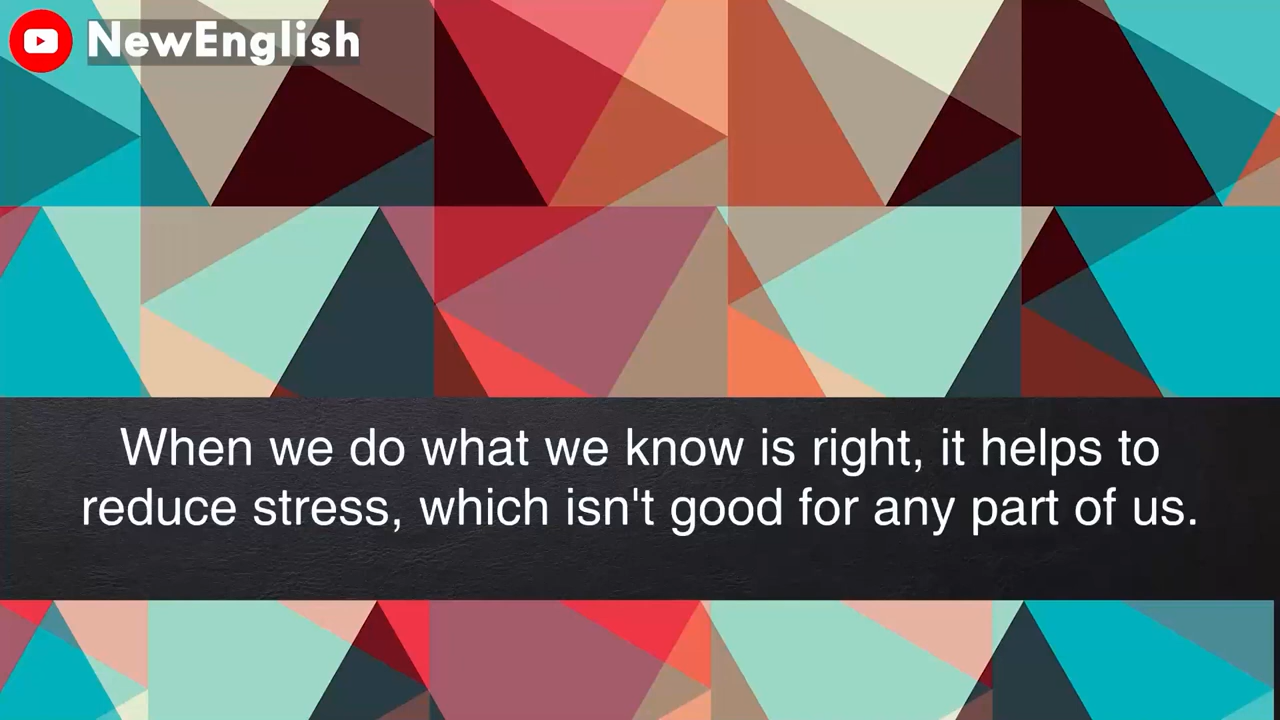 NewEnglish
When we do what we know is right, it helps to
reduce stress, which isn't good for any part of us.